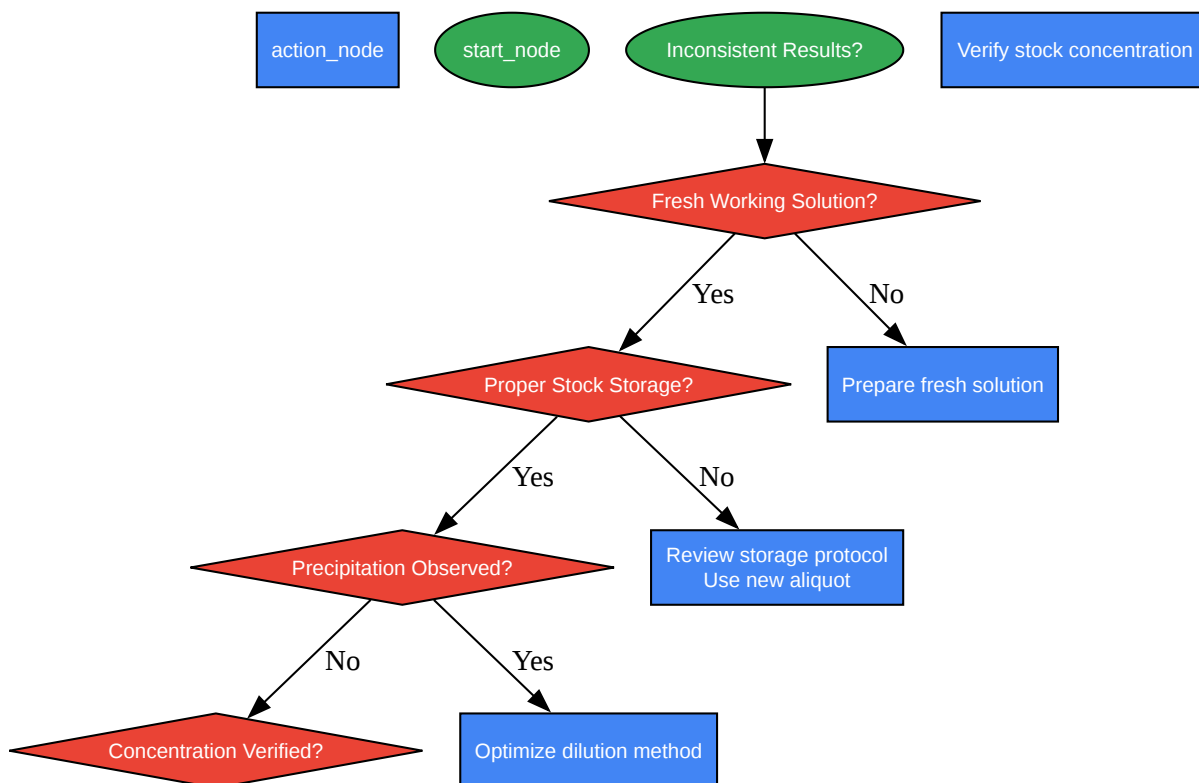 action_node
start_node
Inconsistent Results?
Verify stock concentration
Fresh Working Solution?
Yes
No
Proper Stock Storage?
Prepare fresh solution
Yes
No
Precipitation Observed?
Review storage protocol
Use new aliquot
No
Yes
Concentration Verified?
Optimize dilution method